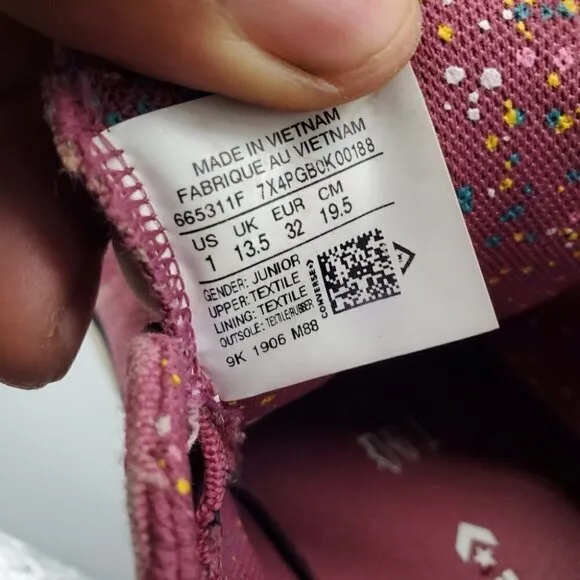 MADE IN VIETNAM
FABRIQUE AU VIETNAM
665311F 7X4PGB0K00188
US UK EUR CM
1 13.5 32 19.5
GENDER: JUNIOR
UPPER: TEXTILE
LINING: TEXTILE
OUTSOLE: TEXTILE/RUBBER
9K 1906 M88
CONVERSE